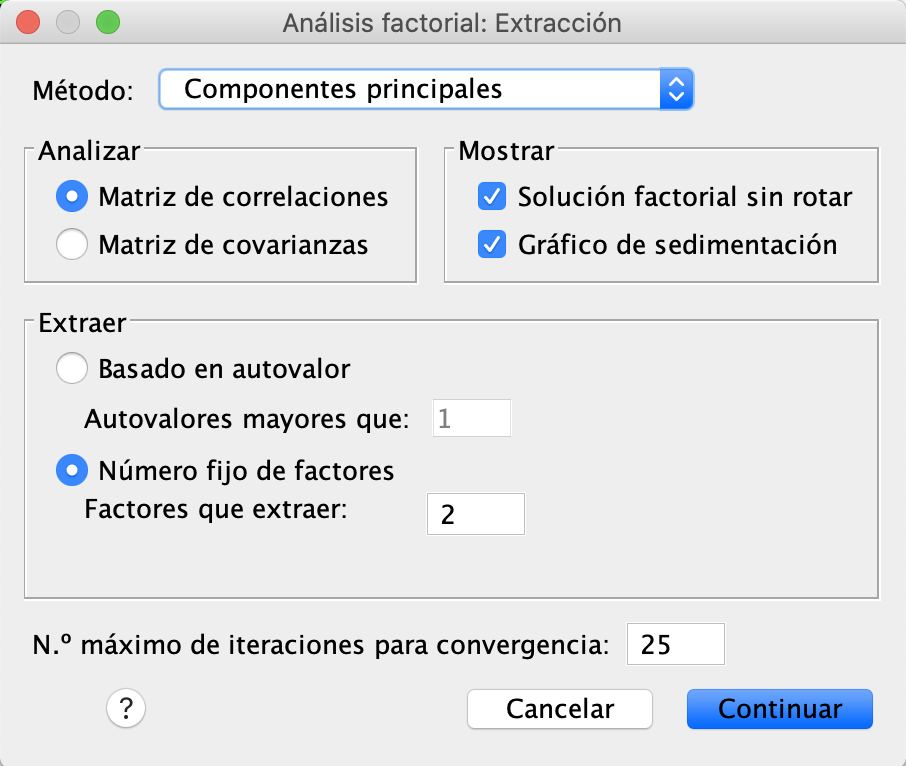 Análisis factorial: Extracción
Método: Componentes principales
Analizar
Matriz de correlaciones
Matriz de covarianzas
Mostrar
Solución factorial sin rotar
Gráfico de sedimentación
Extraer
Basado en autovalor
Autovalores mayores que: 1
Número fijo de factores
Factores que extraer: 2
N.º máximo de iteraciones para convergencia: 25
? Cancelar Continuar